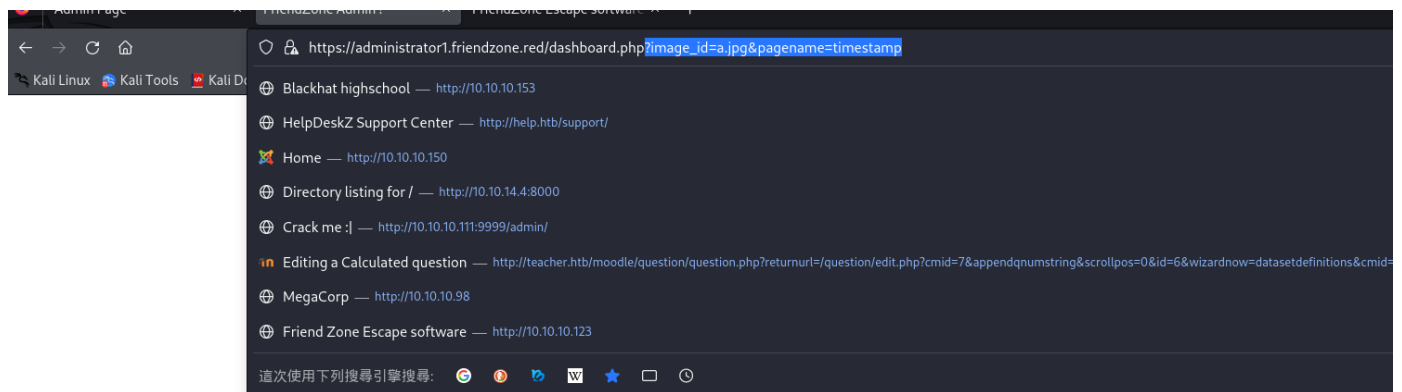 Admin Page × FriendZone Admin ! × FriendZone Escape software × +
https://administrator1.friendzone.red/dashboard.php?image_id=a.jpg&pagename=timestamp
Kali Linux Kali Tools Kali Do
Blackhat highschool — http://10.10.10.153
HelpDeskZ Support Center — http://help.htb/support/
Home — http://10.10.10.150
Directory listing for / — http://10.10.14.4:8000
Crack me :| — http://10.10.10.111:9999/admin/
Editing a Calculated question — http://teacher.htb/moodle/question/question.php?returnurl=/question/edit.php?cmid=7&appendqnumstring&scrollpos=0&id=6&wizardnow=datasetdefinitions&cmid=
MegaCorp — http://10.10.10.98
Friend Zone Escape software — http://10.10.10.123
這次使用下列搜尋引擎搜尋: